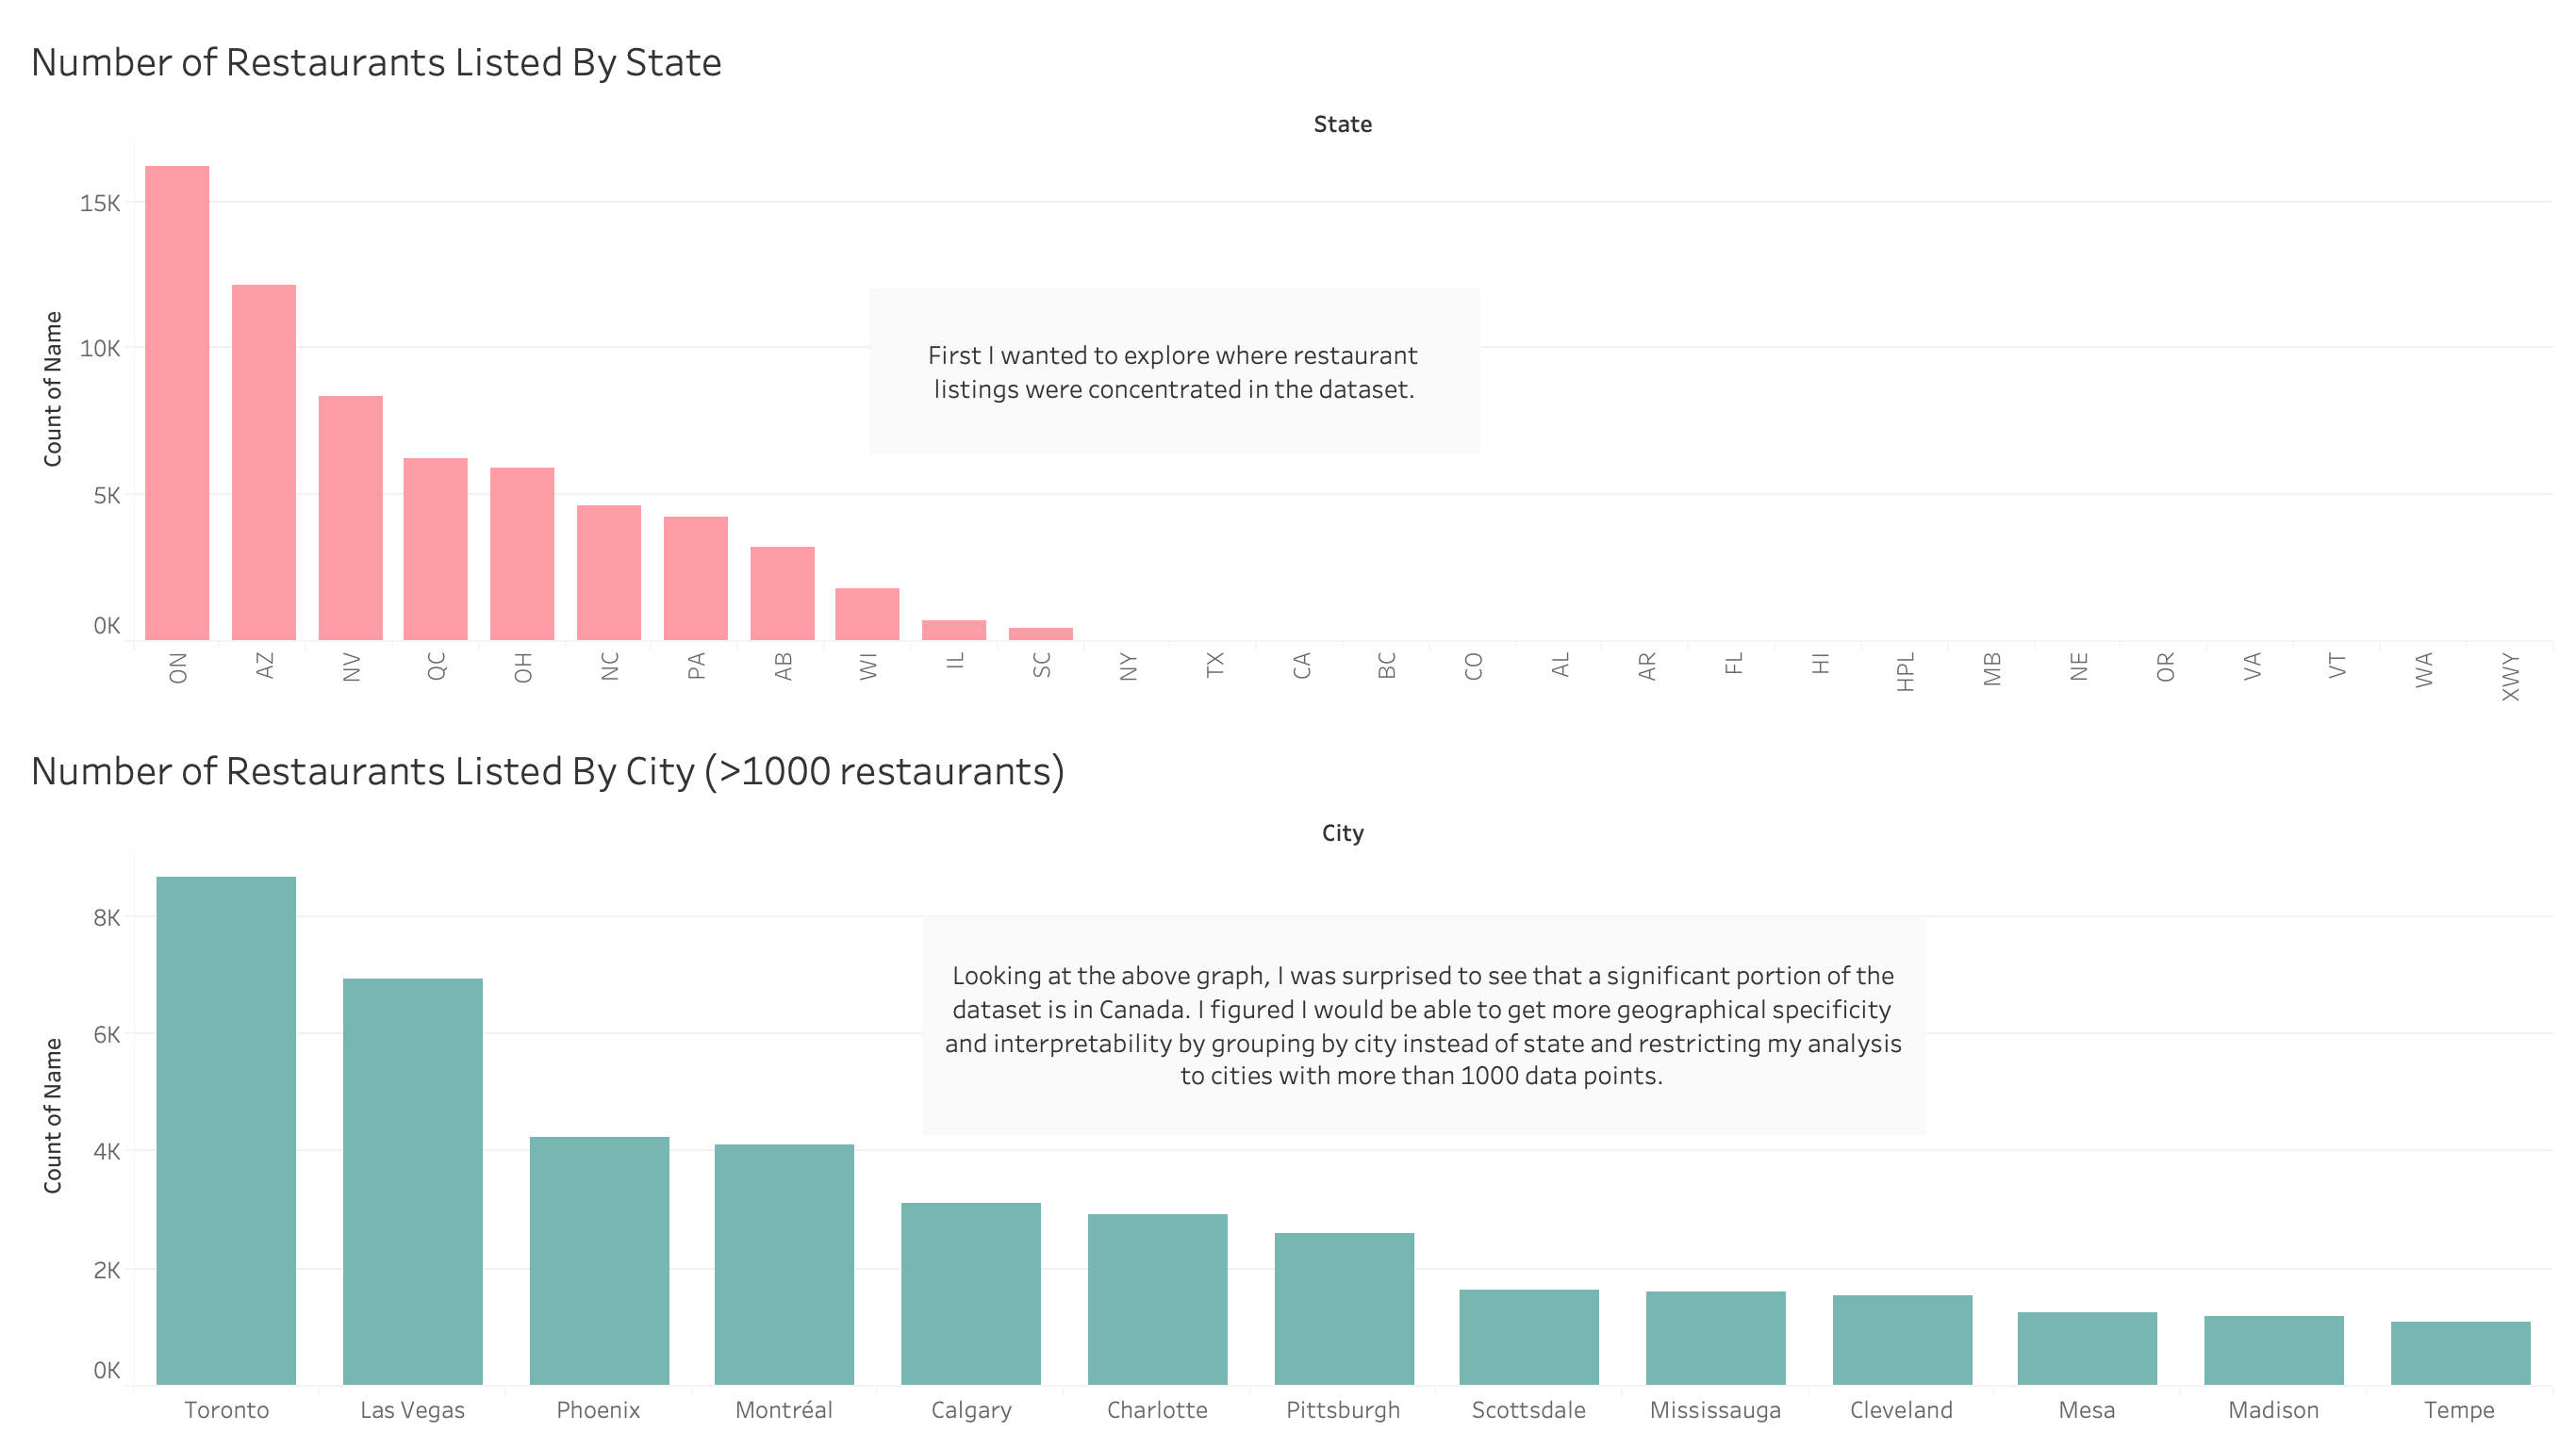 Number of Restaurants Listed By State
State
Count of Name
15K
10K
5K
0K
First I wanted to explore where restaurant
listings were concentrated in the dataset.
ON AZ NV QC OH NC PA AB WI IL SC NY TX CA BC CO AL AR FL HI HPL MB NE OR VA VT WA XWY
Number of Restaurants Listed By City (>1000 restaurants)
City
Count of Name
8K
6K
4K
2K
0K
Looking at the above graph, I was surprised to see that a significant portion of the
dataset is in Canada. I figured I would be able to get more geographical specificity
and interpretability by grouping by city instead of state and restricting my analysis
to cities with more than 1000 data points.
Toronto Las Vegas Phoenix Montréal Calgary Charlotte Pittsburgh Scottsdale Mississauga Cleveland Mesa Madison Tempe